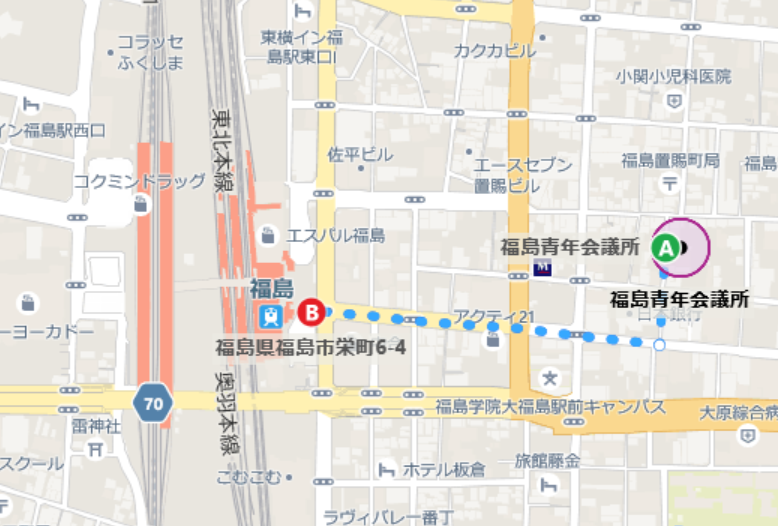 コラッセ
ふくしま
東横イン福
島駅東口I
カクカビル
小関小児科医院
イン福島駅西口
東北本線
佐平ビル
エースセブン
置賜ビル
福島置賜町局
福島
コクミンドラッグ
エスパル福島
福島青年会議所
A
M
福島
福島青年会議所
B
アクティ21
日本銀行
ーヨーカドー
福島県福島市栄町6-4
70
奥羽本線
福島学院大福島駅前キャンパス
大原綜合病
雷神社
スクール
こむこむ
ホテル板倉
旅館藤金
ラヴィバレー一番丁